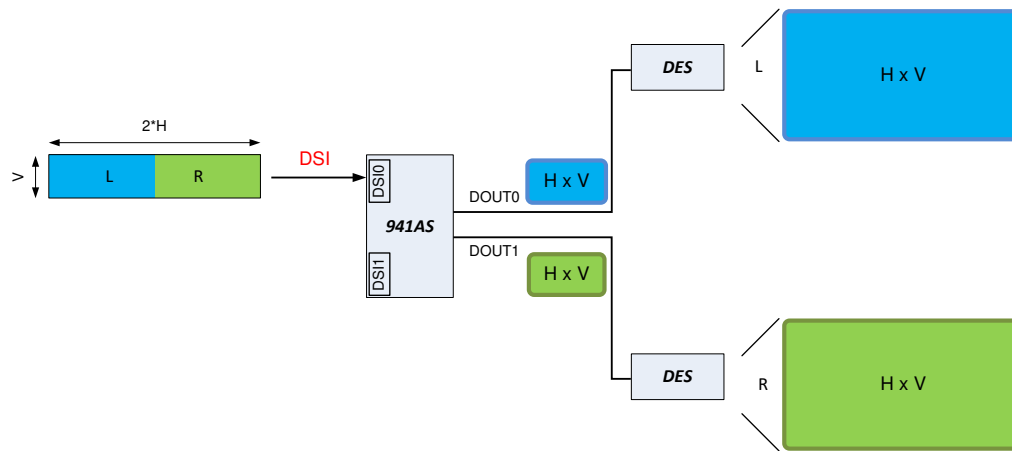 2*H
V
L
R
DSI
DSI0
941AS
DSI1
DOUT0
H x V
DOUT1
H x V
DES
L
H x V
DES
R
H x V